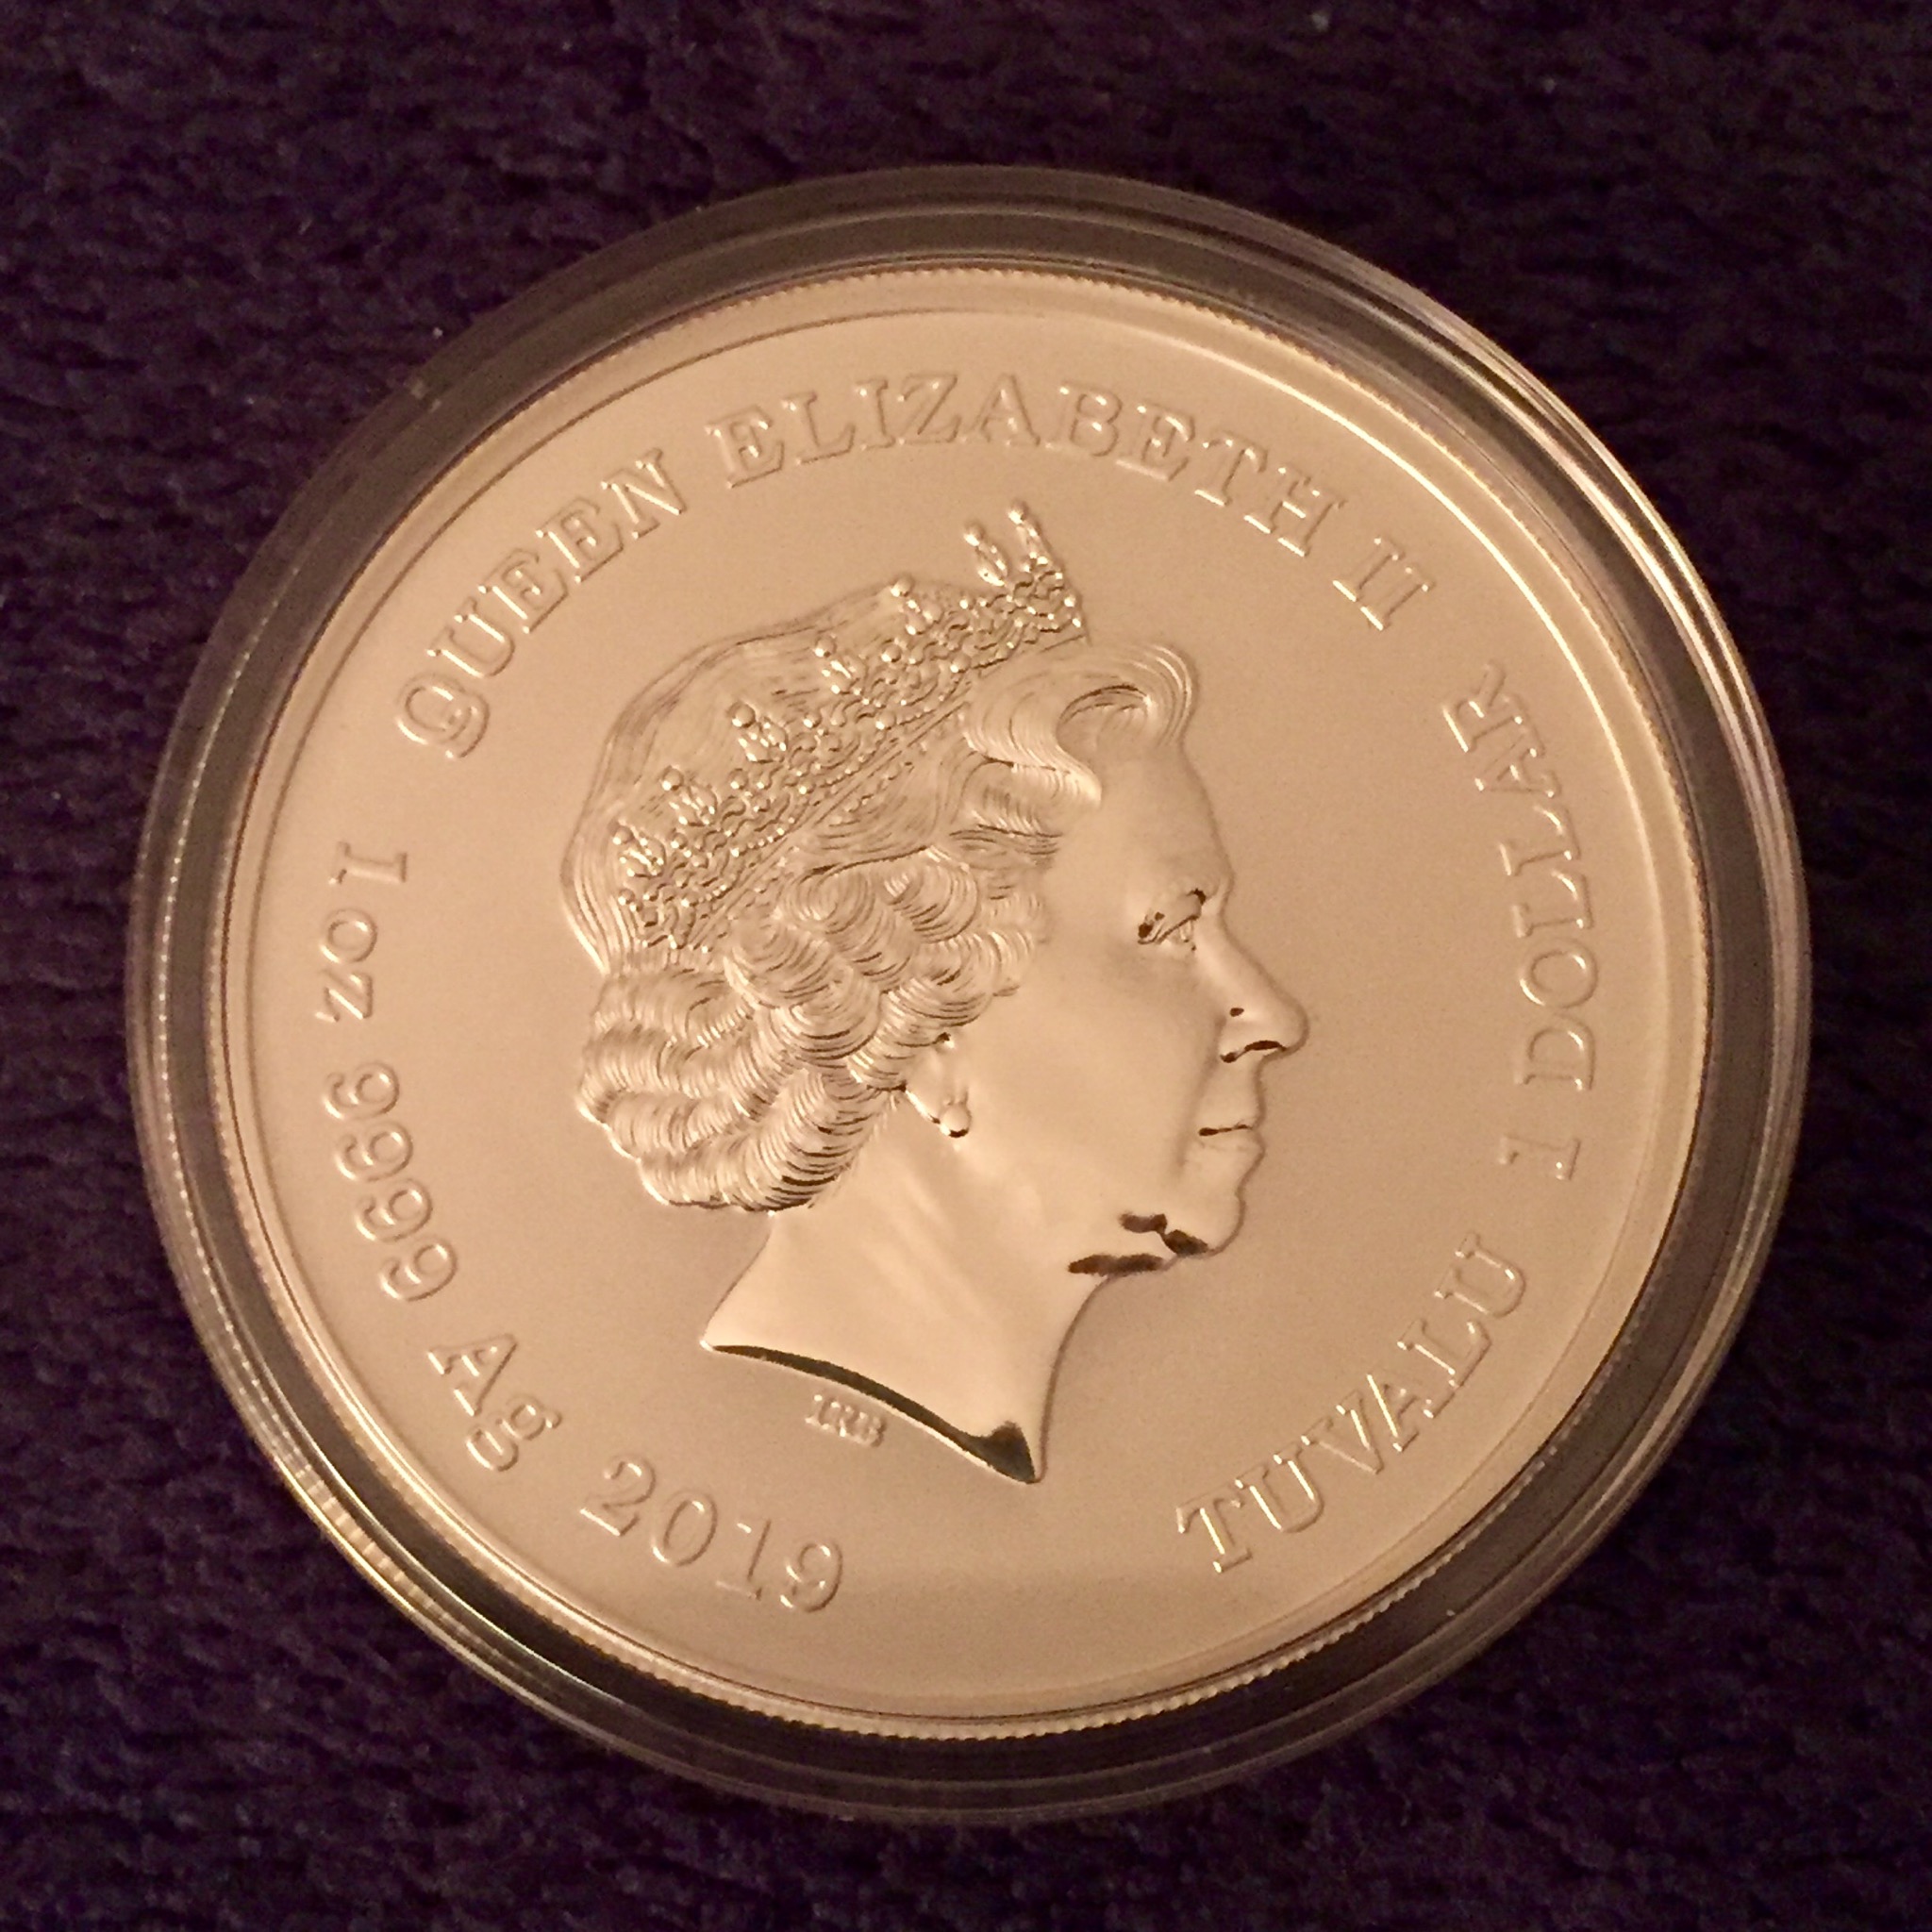 QUEEN ELIZABETH II
1 DOLLAR
TUVALU
1 oz 9999 Ag 2019
IRB